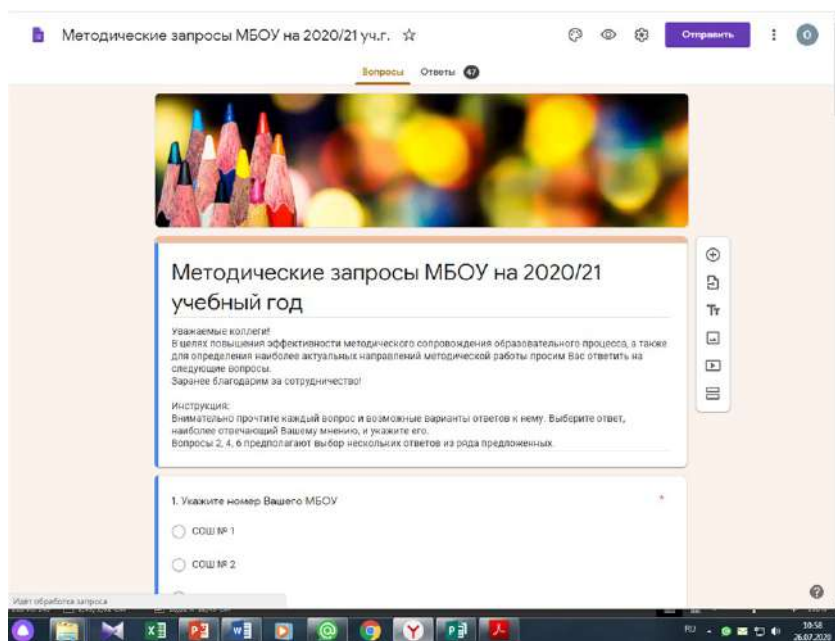 Методические запросы МБОУ на 2020/21 уч.г.
Отправить
О
Вопросы Ответы 47
Методические запросы МБОУ на 2020/21
учебный год
Уважаемые коллеги!
В целях повышения эффективности методического сопровождения образовательного процесса, а также
для определения наиболее актуальных направлений методической работы просим Вас ответить на
следующие вопросы.
Заранее благодарим за сотрудничество!
Инструкция:
Внимательно прочтите каждый вопрос и возможные варианты ответов к нему. Выберите ответ,
наиболее отвечающий Вашему мнению, и укажите его.
Вопросы 2, 4, 6 предполагают выбор нескольких ответов из ряда предложенных.
1. Укажите номер Вашего МБОУ *
СОШ № 1
СОШ № 2
Идёт обработка запроса
RU 10:58
26.07.2020